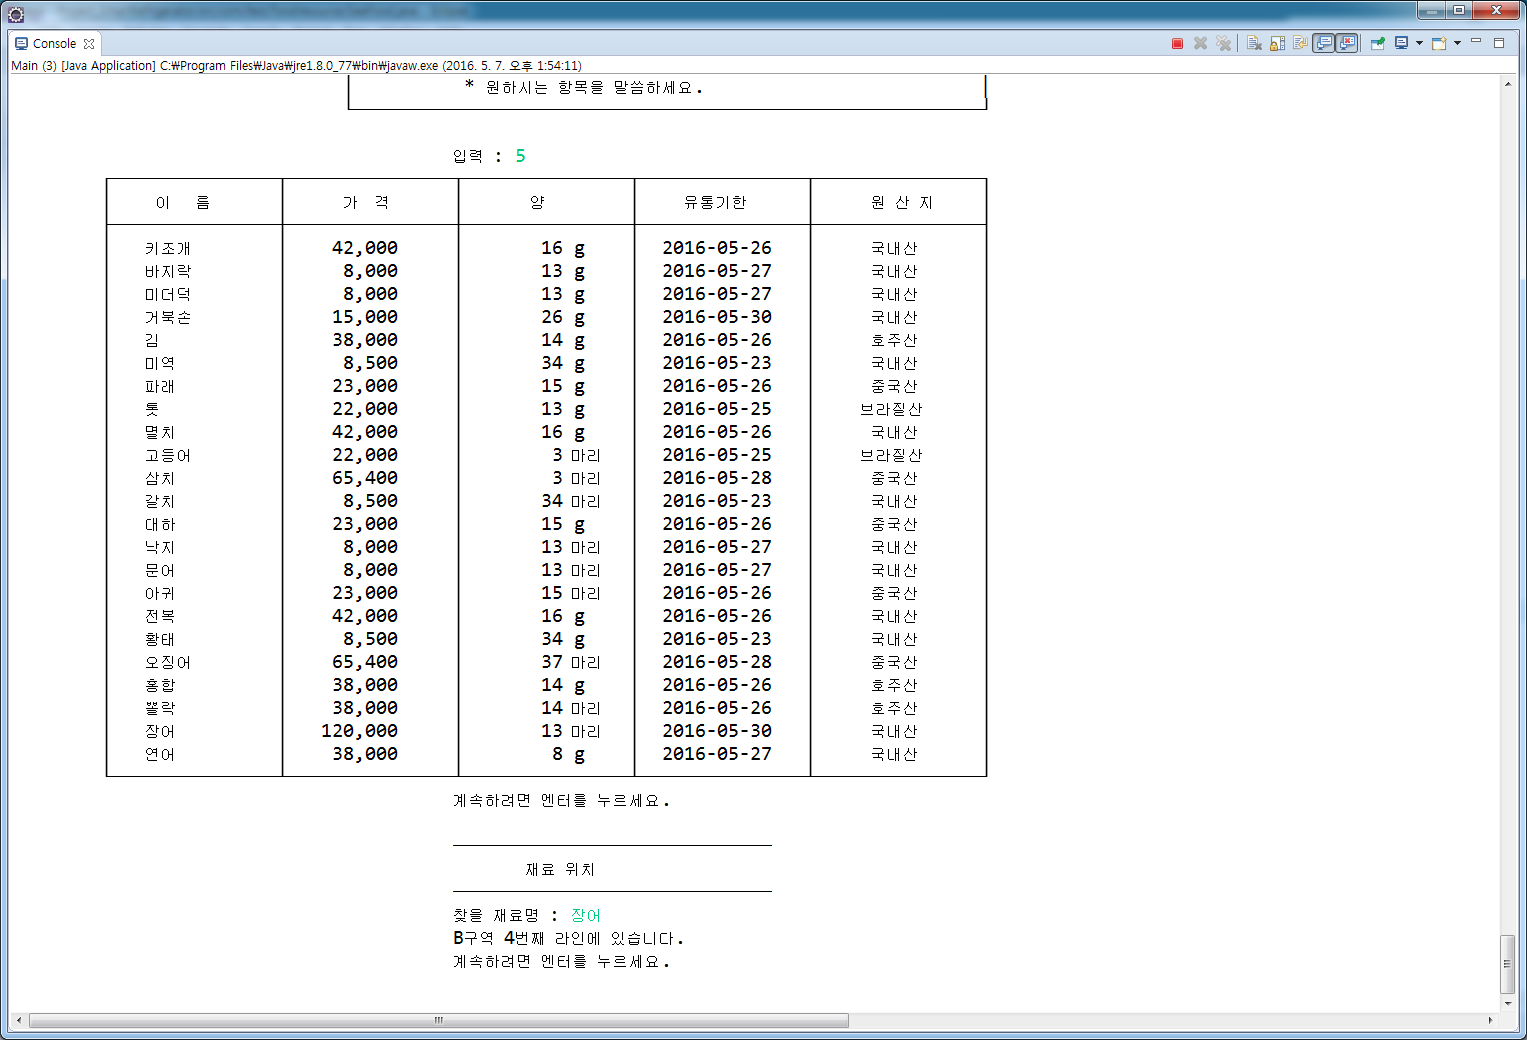 Console
Main (3) [Java Application] C:₩Program Files₩Java₩jre1.8.0_77₩bin₩javaw.exe (2016. 5. 7. 오후 1:54:11)
* 원하시는 항목을 말씀하세요.
입력 : 5
이 름 가 격 양 유통기한 원 산 지
키조개 42,000 16 g 2016-05-26 국내산
바지락 8,000 13 g 2016-05-27 국내산
미더덕 8,000 13 g 2016-05-27 국내산
거북손 15,000 26 g 2016-05-30 국내산
김 38,000 14 g 2016-05-26 호주산
미역 8,500 34 g 2016-05-23 국내산
파래 23,000 15 g 2016-05-26 중국산
톳 22,000 13 g 2016-05-25 브라질산
멸치 42,000 16 g 2016-05-26 국내산
고등어 22,000 3 마리 2016-05-25 브라질산
삼치 65,400 3 마리 2016-05-28 중국산
갈치 8,500 34 마리 2016-05-23 국내산
대하 23,000 15 g 2016-05-26 중국산
낙지 8,000 13 마리 2016-05-27 국내산
문어 8,000 13 마리 2016-05-27 국내산
아귀 23,000 15 마리 2016-05-26 중국산
전복 42,000 16 g 2016-05-26 국내산
황태 8,500 34 g 2016-05-23 국내산
오징어 65,400 37 마리 2016-05-28 중국산
홍합 38,000 14 g 2016-05-26 호주산
뽈락 38,000 14 마리 2016-05-26 호주산
장어 120,000 13 마리 2016-05-30 국내산
연어 38,000 8 g 2016-05-27 국내산
계속하려면 엔터를 누르세요.
재료 위치
찾을 재료명 : 장어
B구역 4번째 라인에 있습니다.
계속하려면 엔터를 누르세요.